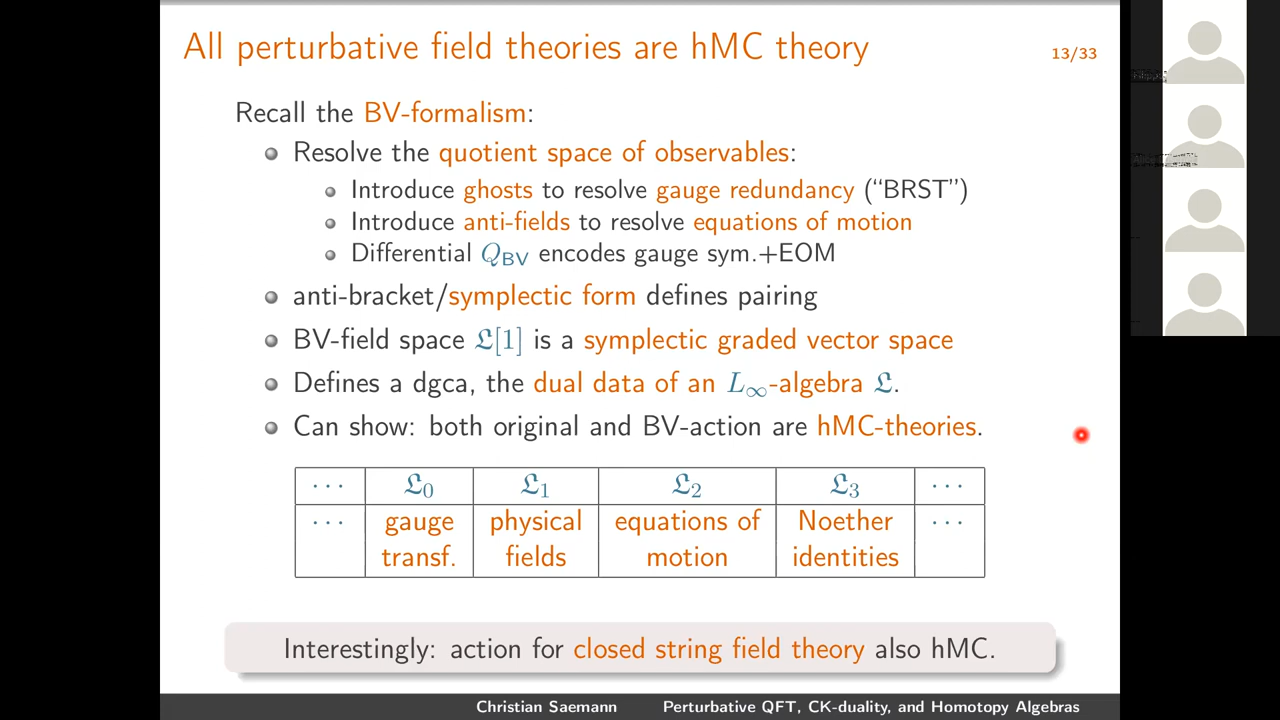 All perturbative field theories are hMC theory
13/33
Recall the BV-formalism:
Resolve the quotient space of observables:
Introduce ghosts to resolve gauge redundancy (“BRST”)
Introduce anti-fields to resolve equations of motion
Differential Q_BV encodes gauge sym.+EOM
anti-bracket/symplectic form defines pairing
BV-field space 𝔏[1] is a symplectic graded vector space
Defines a dgca, the dual data of an L∞-algebra 𝔏.
Can show: both original and BV-action are hMC-theories.
⋯ 𝔏₀ 𝔏₁ 𝔏₂ 𝔏₃ ⋯
⋯ gauge physical equations of Noether ⋯
transf. fields motion identities
Interestingly: action for closed string field theory also hMC.
Christian Saemann Perturbative QFT, CK-duality, and Homotopy Algebras